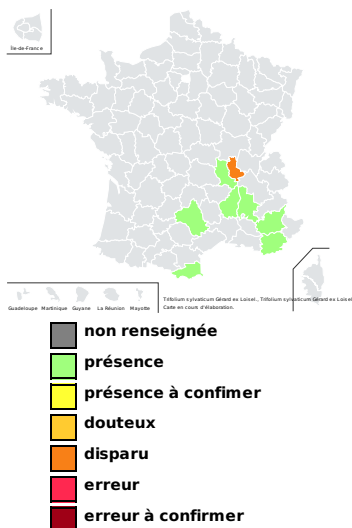 Île-de-France
Guadeloupe Martinique Guyane La Réunion Mayotte
Trifolium sylvaticum Gérard ex Loisel., Trifolium sylvaticum Gérard ex Loisel
Carte en cours d'élaboration.
non renseignée
présence
présence à confimer
douteux
disparu
erreur
erreur à confirmer